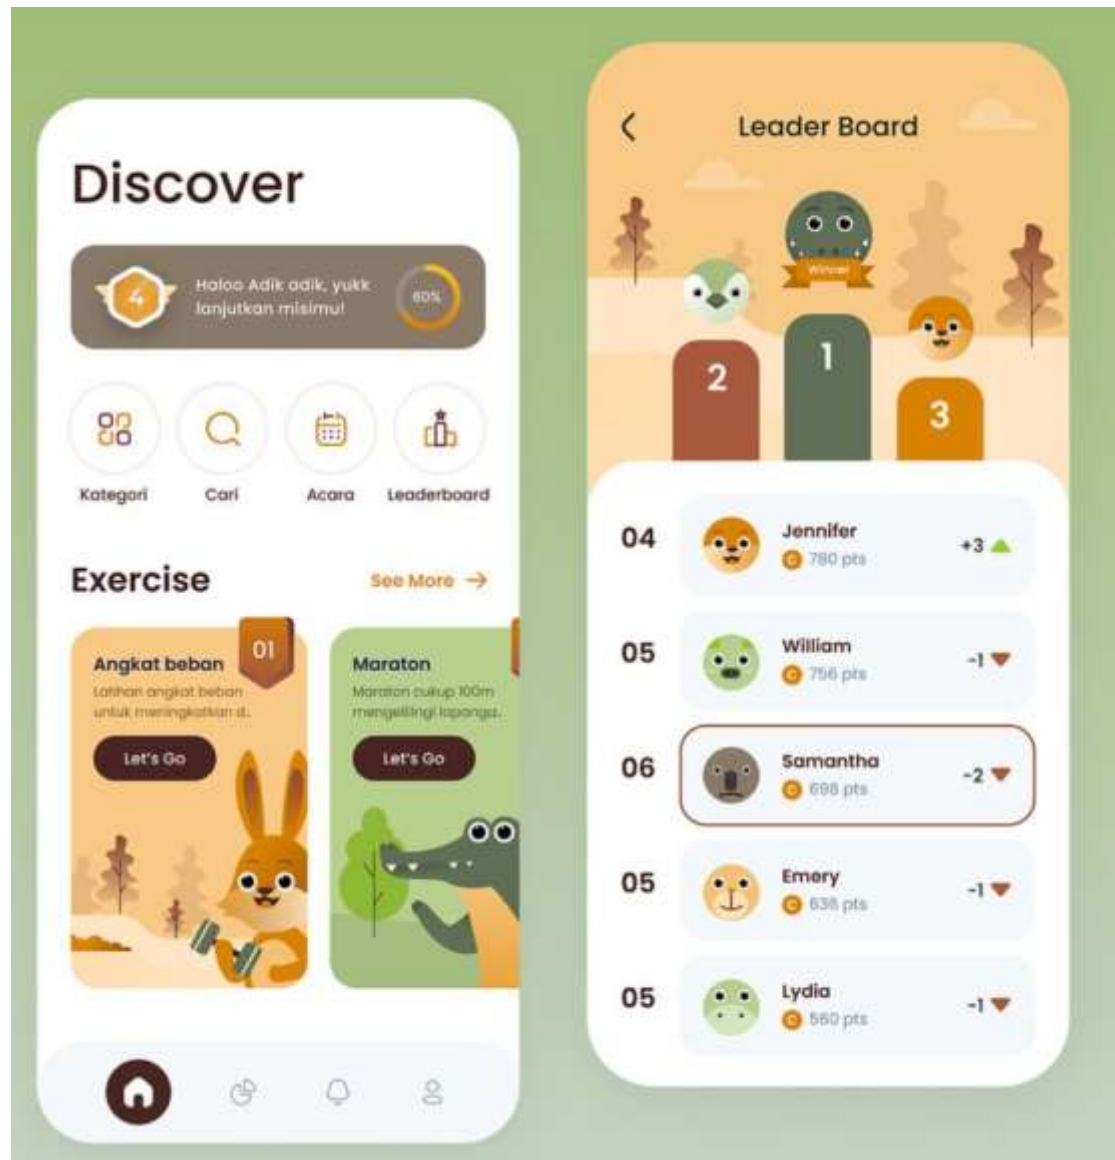 Discover
4
Haloo Adik adik, yukk
lanjutkan misimu!
60%
Kategori
Cari
Acara
Leaderboard
Exercise
See More
01
Angkat beban
Latihan angkat beban
untuk meningkatkan d..
Let's Go
Maraton
Maraton cukup 100m
mengelilingi lapanga..
Let's Go
Leader Board
Winner
1
2
3
04
Jennifer
C 780 pts
+3
05
William
C 756 pts
-1
06
Samantha
C 698 pts
-2
05
Emery
C 638 pts
-1
05
Lydia
C 560 pts
-1